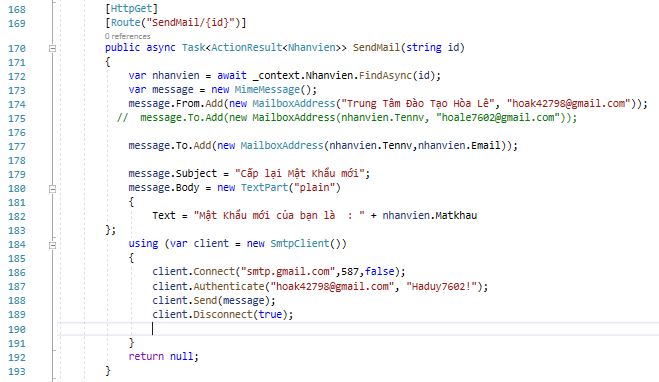 168 [HttpGet]
169 [Route("SendMail/{id}")]
0 references
170 public async Task<ActionResult<Nhanvien>> SendMail(string id)
171 {
172 var nhanvien = await _context.Nhanvien.FindAsync(id);
173 var message = new MimeMessage();
174 message.From.Add(new MailboxAddress("Trung Tâm Đào Tạo Hòa Lê", "hoak42798@gmail.com"));
175 // message.To.Add(new MailboxAddress(nhanvien.Tennv, "hoale7602@gmail.com"));
176
177 message.To.Add(new MailboxAddress(nhanvien.Tennv,nhanvien.Email));
178
179 message.Subject = "Cấp lại Mật Khẩu mới";
180 message.Body = new TextPart("plain")
181 {
182 Text = "Mật Khẩu mới của bạn là : " + nhanvien.Matkhau
183 };
184 using (var client = new SmtpClient())
185 {
186 client.Connect("smtp.gmail.com",587,false);
187 client.Authenticate("hoak42798@gmail.com", "Haduy7602!");
188 client.Send(message);
189 client.Disconnect(true);
190
191 }
192 return null;
193 }